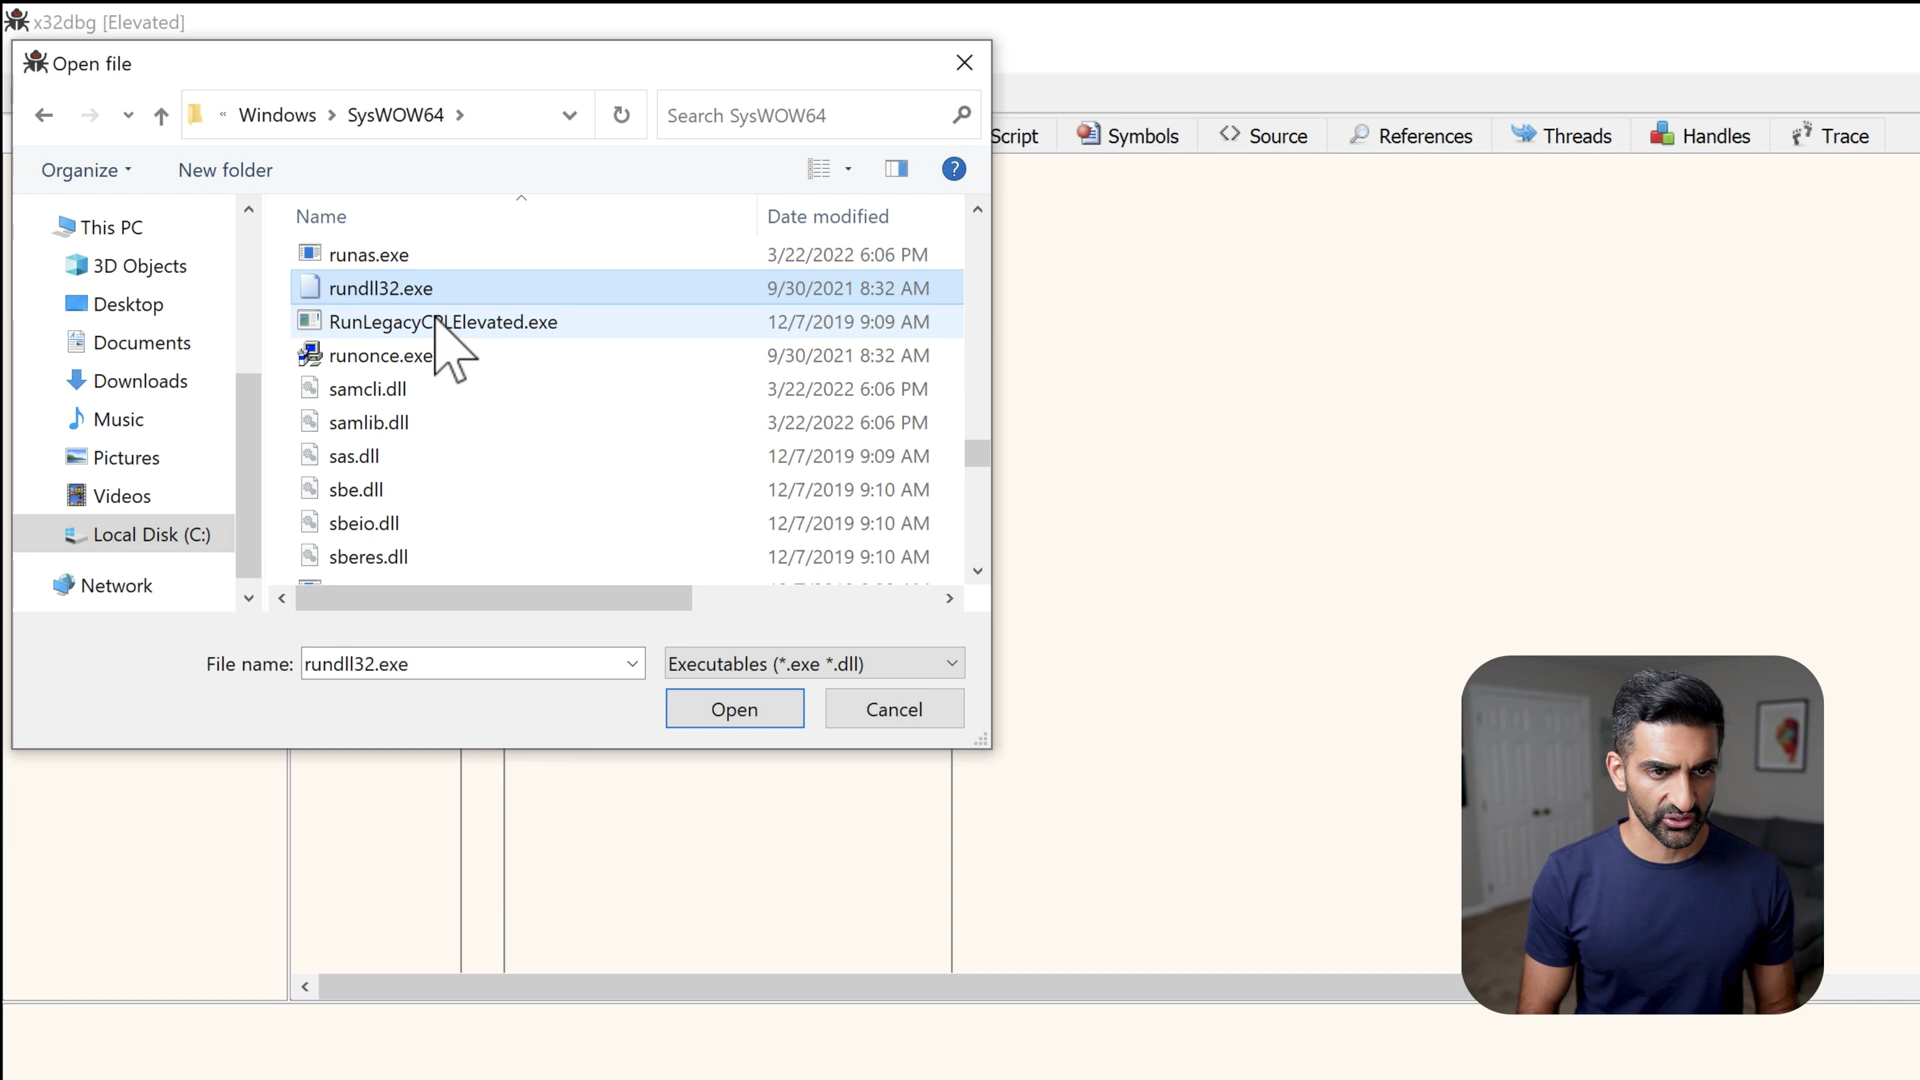 x32dbg [Elevated]
Open file
« Windows > SysWOW64 >
Search SysWOW64
Script
Symbols
Source
References
Threads
Handles
Trace
Organize
New folder
This PC
3D Objects
Desktop
Documents
Downloads
Music
Pictures
Videos
Local Disk (C:)
Network
Name Date modified
runas.exe 3/22/2022 6:06 PM
rundll32.exe 9/30/2021 8:32 AM
RunLegacyCPLElevated.exe 12/7/2019 9:09 AM
runonce.exe 9/30/2021 8:32 AM
samcli.dll 3/22/2022 6:06 PM
samlib.dll 3/22/2022 6:06 PM
sas.dll 12/7/2019 9:09 AM
sbe.dll 12/7/2019 9:10 AM
sbeio.dll 12/7/2019 9:10 AM
sberes.dll 12/7/2019 9:10 AM
File name: rundll32.exe
Executables (*.exe *.dll)
Open
Cancel